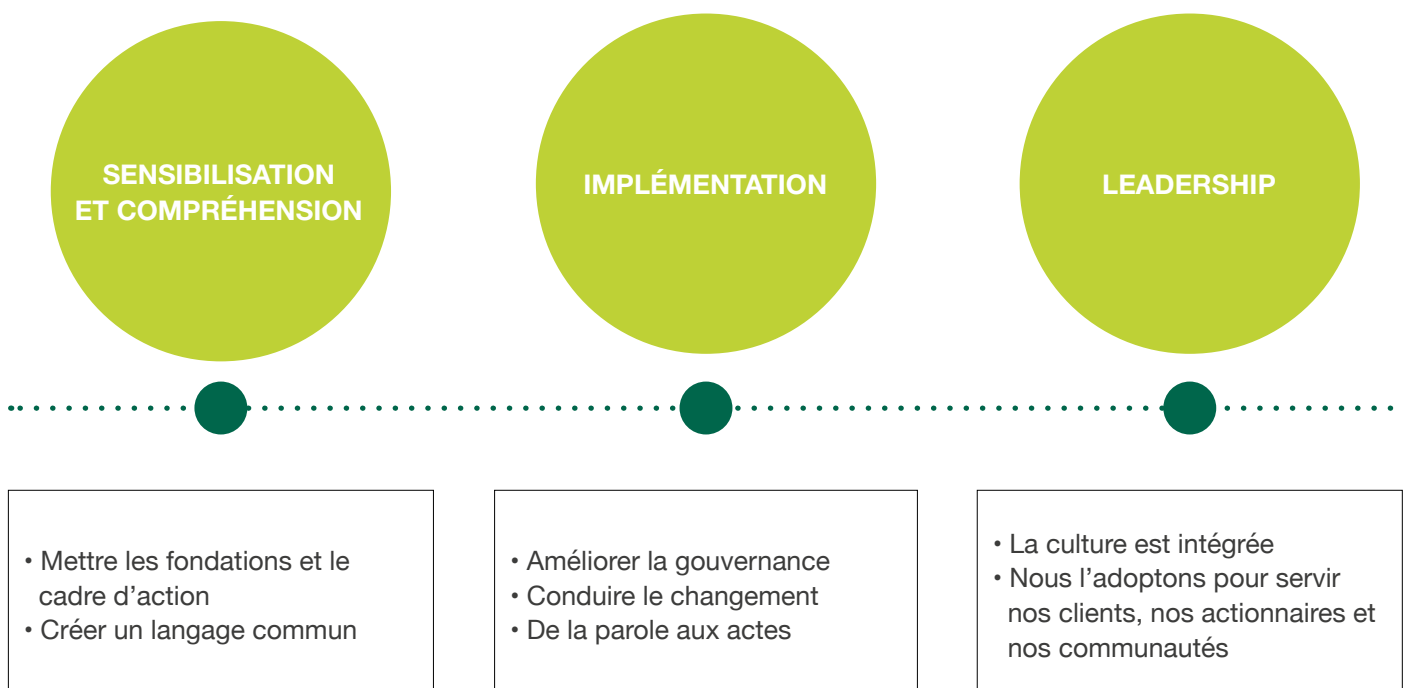 SENSIBILISATION
ET COMPRÉHENSION
IMPLÉMENTATION
LEADERSHIP
• Mettre les fondations et le
cadre d’action
• Créer un langage commun
• Améliorer la gouvernance
• Conduire le changement
• De la parole aux actes
• La culture est intégrée
• Nous l’adoptons pour servir
nos clients, nos actionnaires et
nos communautés